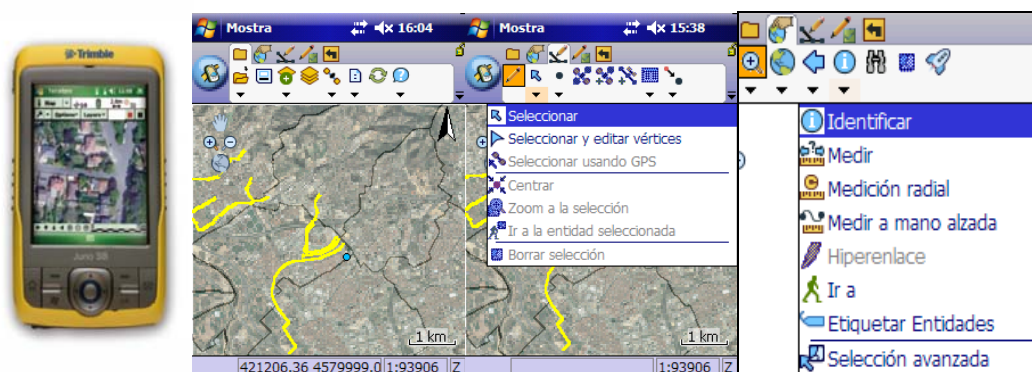 Trimble
Juno 3B
Mostra 16:04
1 km
421206.36 4579999.0 1:93906 Z
Mostra 15:38
Seleccionar
Seleccionar y editar vértices
Seleccionar usando GPS
Centrar
Zoom a la selección
Ir a la entidad seleccionada
Borrar selección
1 km
1:93906 Z
Identificar
Medir
Medición radial
Medir a mano alzada
Hiperenlace
Ir a
Etiquetar Entidades
Selección avanzada